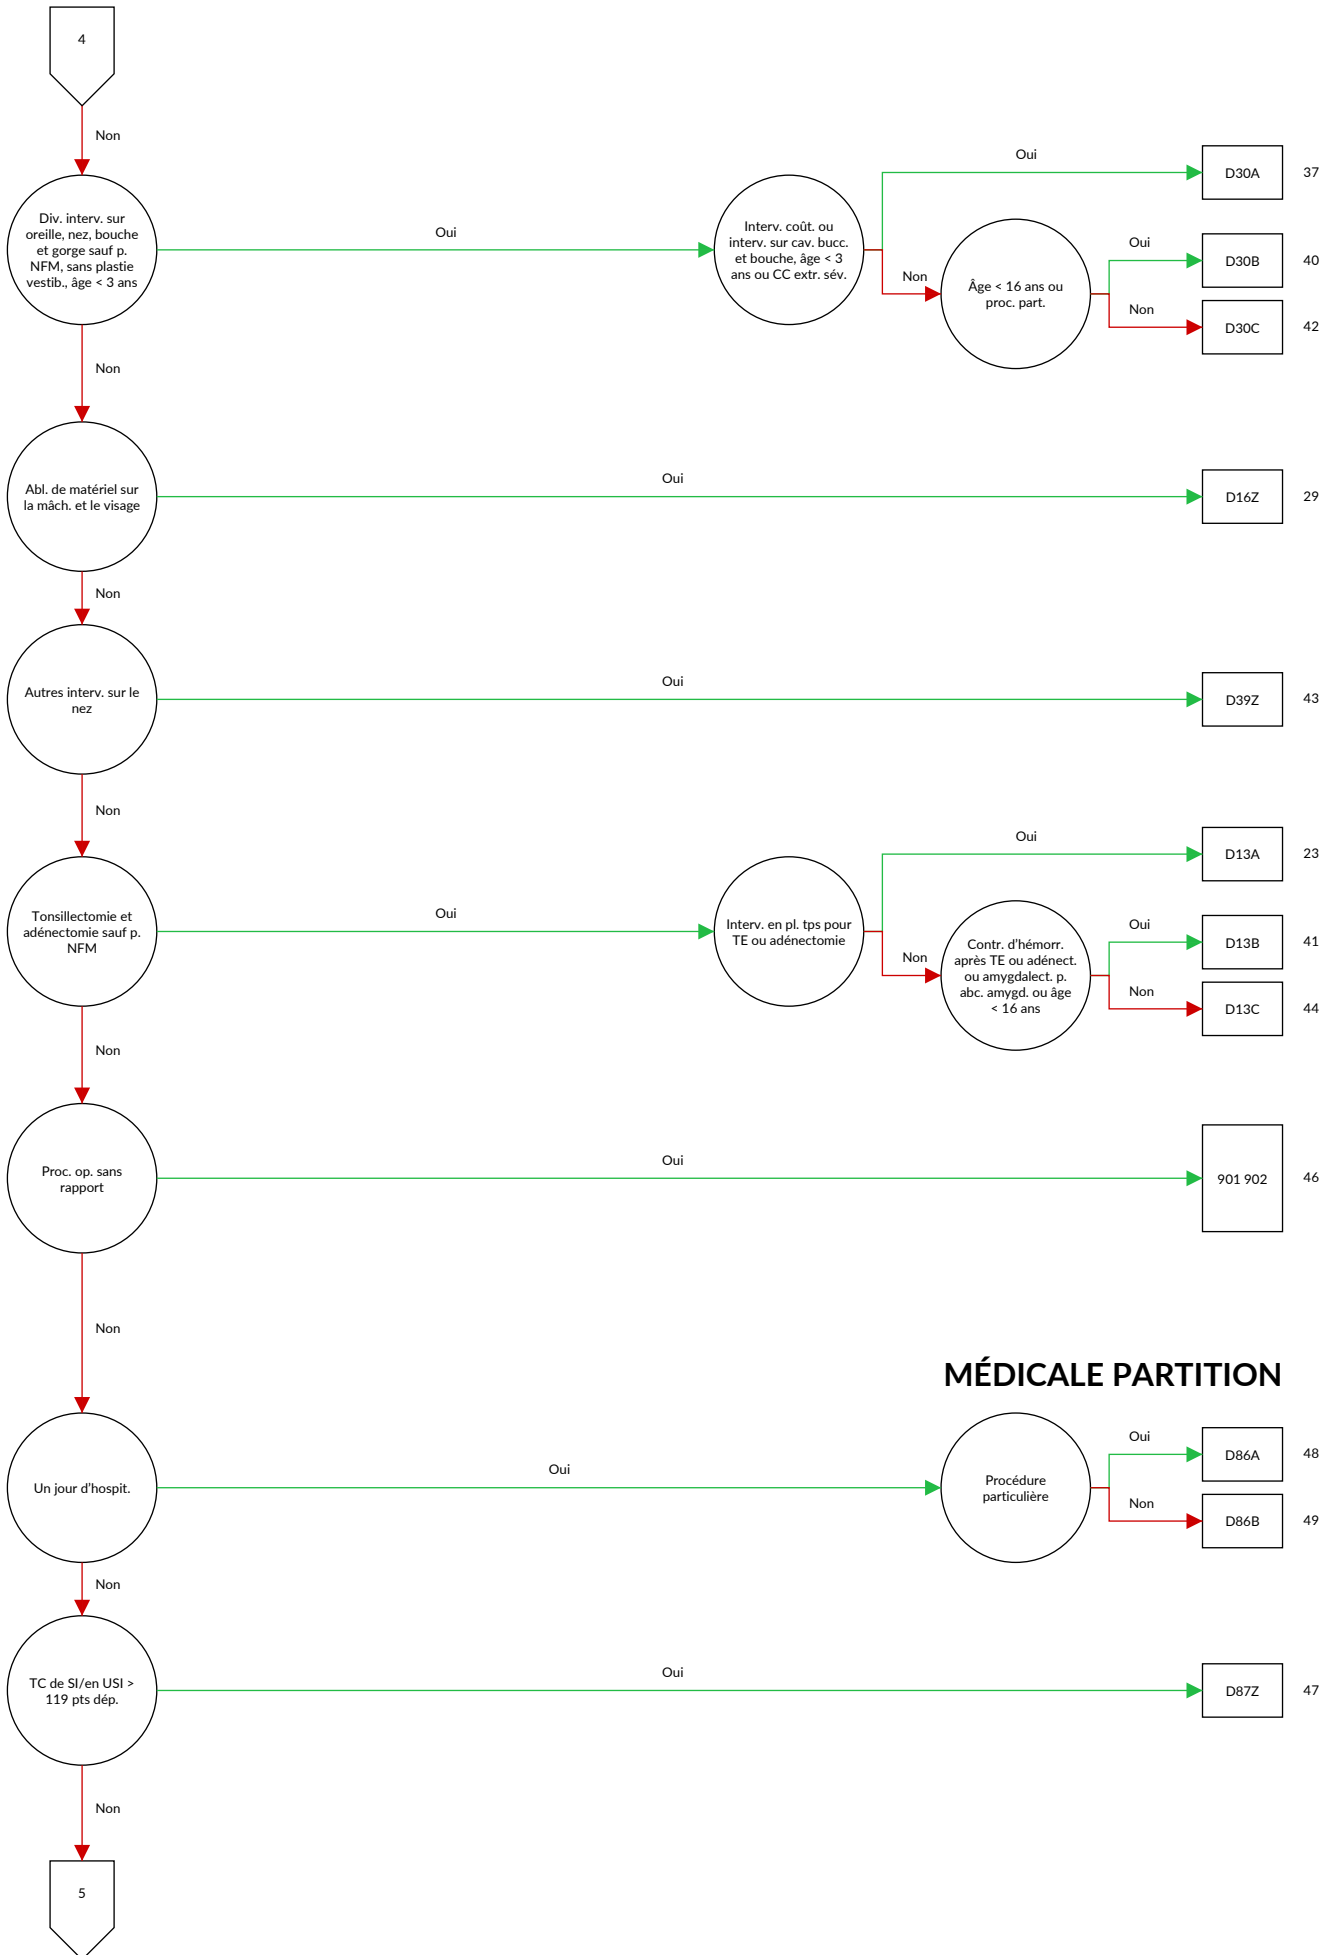 4
Non
Div. interv. sur
oreille, nez, bouche
et gorge sauf p.
NFM, sans plastie
vestib., âge < 3 ans
Oui
Interv. coût. ou
interv. sur cav. bucc.
et bouche, âge < 3
ans ou CC extr. sév.
Oui
D30A
37
Non
Âge < 16 ans ou
proc. part.
Oui
D30B
40
Non
D30C
42
Non
Abl. de matériel sur
la mâch. et le visage
Oui
D16Z
29
Non
Autres interv. sur le
nez
Oui
D39Z
43
Non
Tonsillectomie et
adénectomie sauf p.
NFM
Oui
Interv. en pl. tps pour
TE ou adénectomie
Oui
D13A
23
Non
Contr. d'hémorr.
après TE ou adénect.
ou amygdalect. p.
abc. amygd. ou âge
< 16 ans
Oui
D13B
41
Non
D13C
44
Non
Proc. op. sans
rapport
Oui
901 902
46
Non
MÉDICALE PARTITION
Un jour d'hospit.
Oui
Procédure
particulière
Oui
D86A
48
Non
D86B
49
Non
TC de SI/en USI >
119 pts dép.
Oui
D87Z
47
Non
5